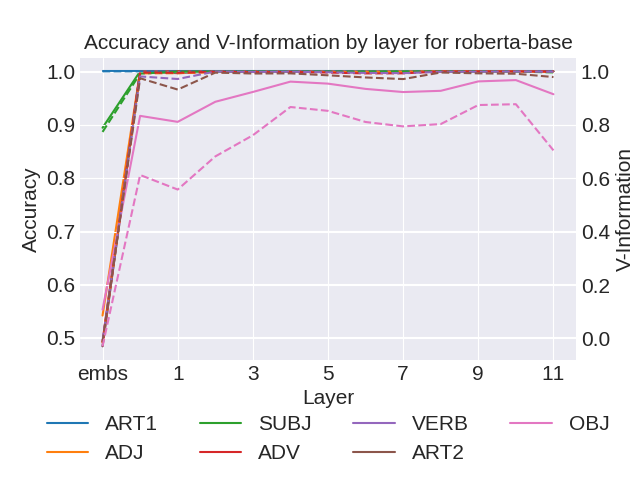 Accuracy and V-Information by layer for roberta-base
1.0 1.0
0.9 0.8
0.8 0.6
0.7 0.4
0.6 0.2
0.5 0.0
Accuracy
V-Information
embs 1 3 5 7 9 11
Layer
ART1 SUBJ VERB OBJ
ADJ ADV ART2